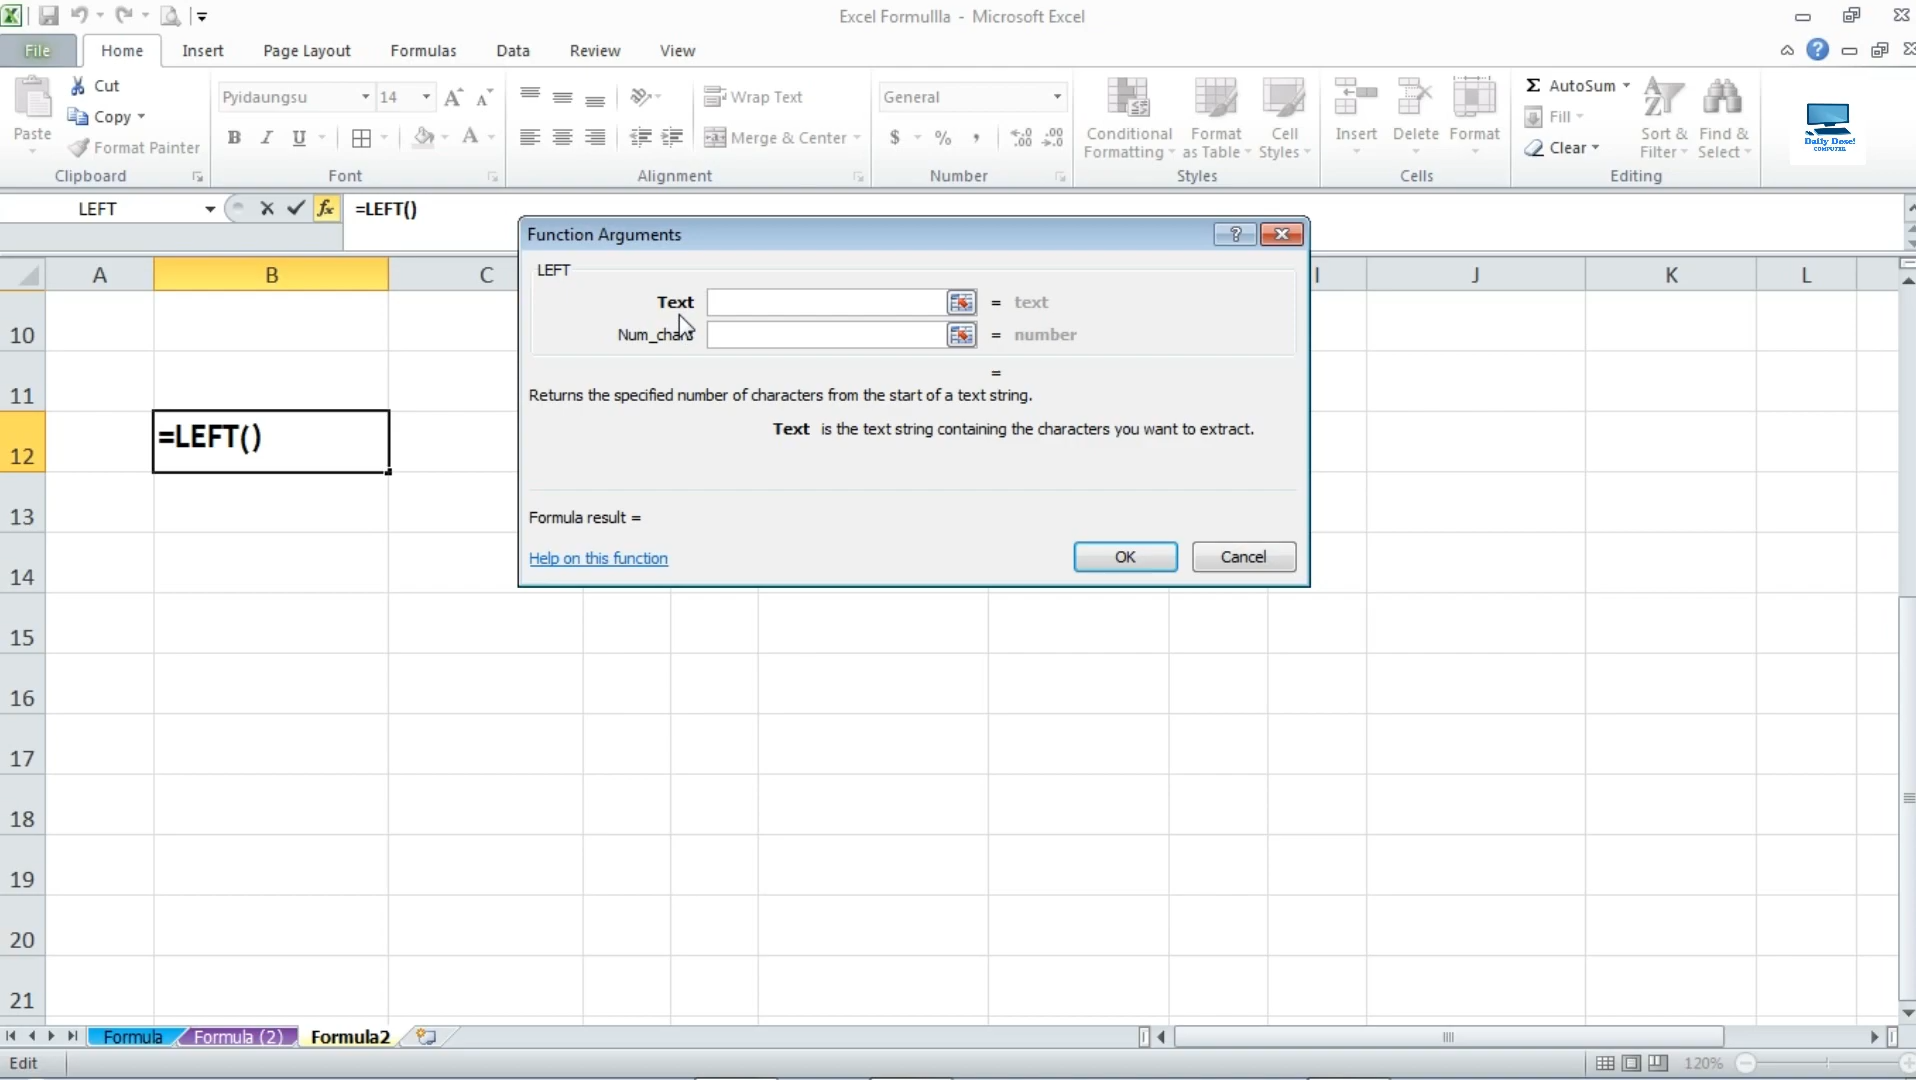 Excel Formullla - Microsoft Excel
File Home Insert Page Layout Formulas Data Review View
Paste
Cut
Copy
Format Painter
Clipboard
Pyidaungsu 14
B I U
Font
Wrap Text
Merge & Center
Alignment
General
$ % ,
Number
Conditional Formatting
Format as Table
Cell Styles
Styles
Insert Delete Format
Cells
AutoSum
Fill
Clear
Sort & Filter
Find & Select
Editing
Daily Dose!
COMPUTER
LEFT fx =LEFT()
A B C I J K L
Function Arguments
LEFT
Text = text
Num_chars = number
=
Returns the specified number of characters from the start of a text string.
Text is the text string containing the characters you want to extract.
Formula result =
Help on this function
OK Cancel
10
11
12 =LEFT()
13
14
15
16
17
18
19
20
21
Formula Formula (2) Formula2
Edit 120%